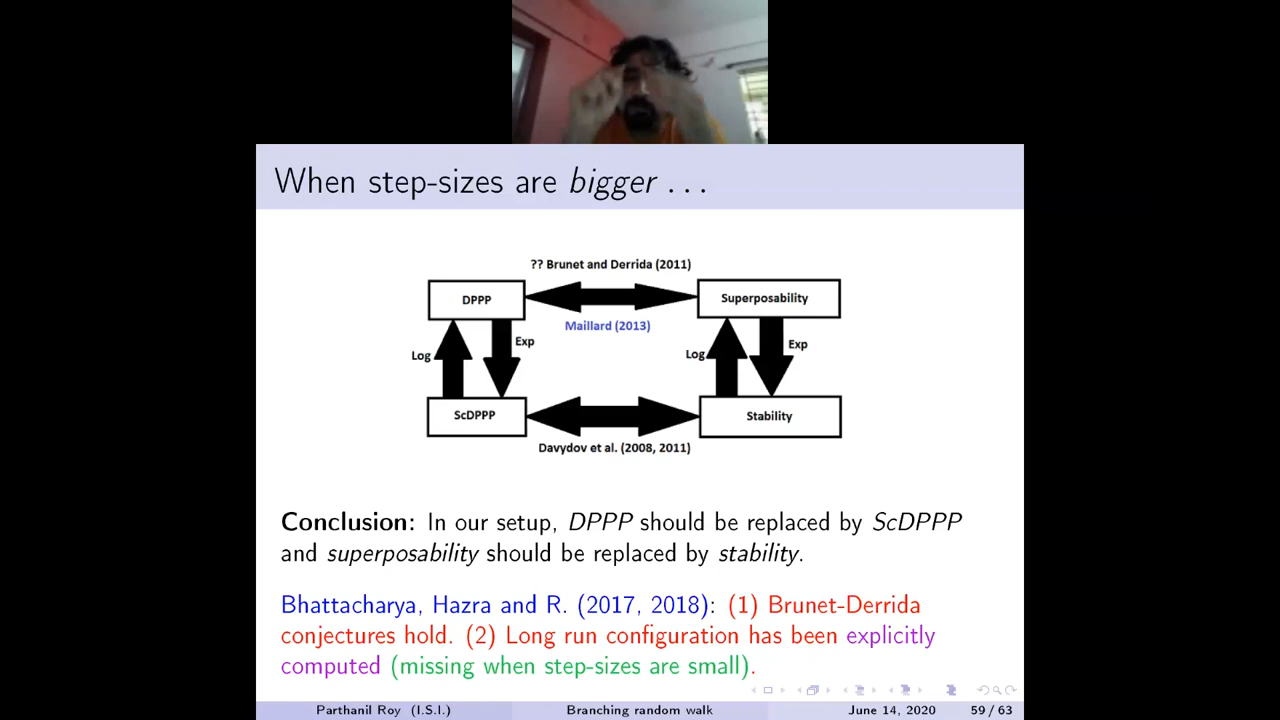 When step-sizes are bigger . . .
?? Brunet and Derrida (2011)
DPPP
Superposability
Maillard (2013)
Log
Exp
Log
Exp
ScDPPP
Stability
Davydov et al. (2008, 2011)
Conclusion: In our setup, DPPP should be replaced by ScDPPP
and superposability should be replaced by stability.
Bhattacharya, Hazra and R. (2017, 2018): (1) Brunet-Derrida
conjectures hold. (2) Long run configuration has been explicitly
computed (missing when step-sizes are small).
Parthanil Roy (I.S.I.)
Branching random walk
June 14, 2020
59 / 63